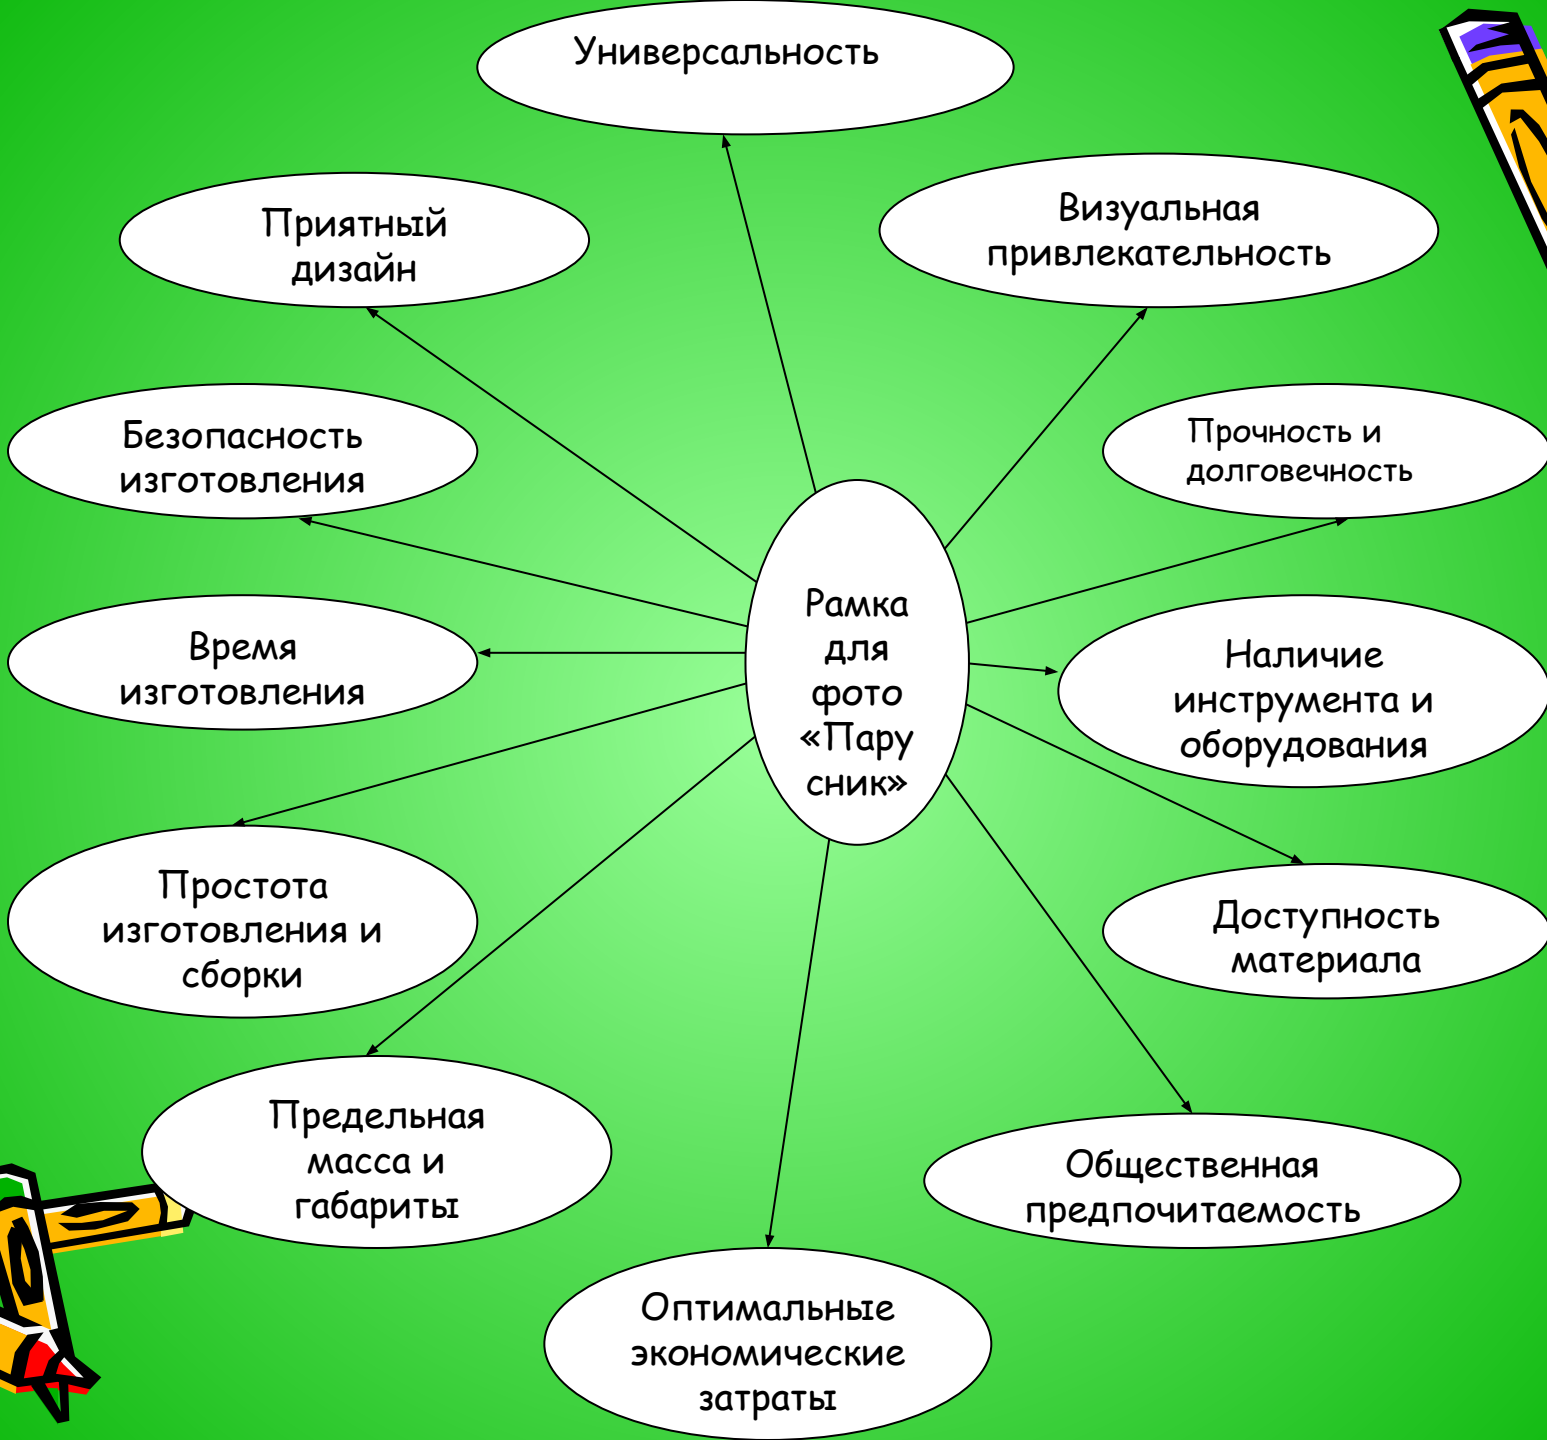 Универсальность
Приятный
дизайн
Визуальная
привлекательность
Безопасность
изготовления
Прочность и
долговечность
Рамка
для
фото
«Пару
сник»
Время
изготовления
Наличие
инструмента и
оборудования
Простота
изготовления и
сборки
Доступность
материала
Предельная
масса и
габариты
Общественная
предпочитаемость
Оптимальные
экономические
затраты